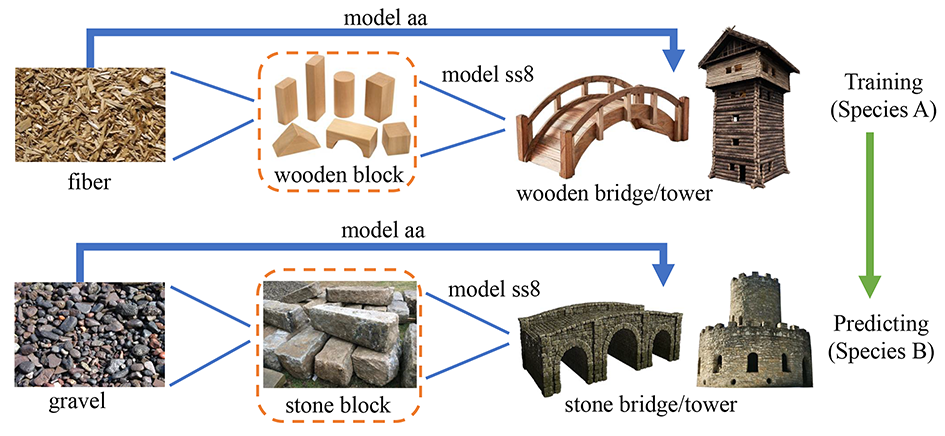 model aa
model ss8
Training
(Species A)
fiber
wooden block
wooden bridge/tower
model aa
model ss8
Predicting
(Species B)
gravel
stone block
stone bridge/tower